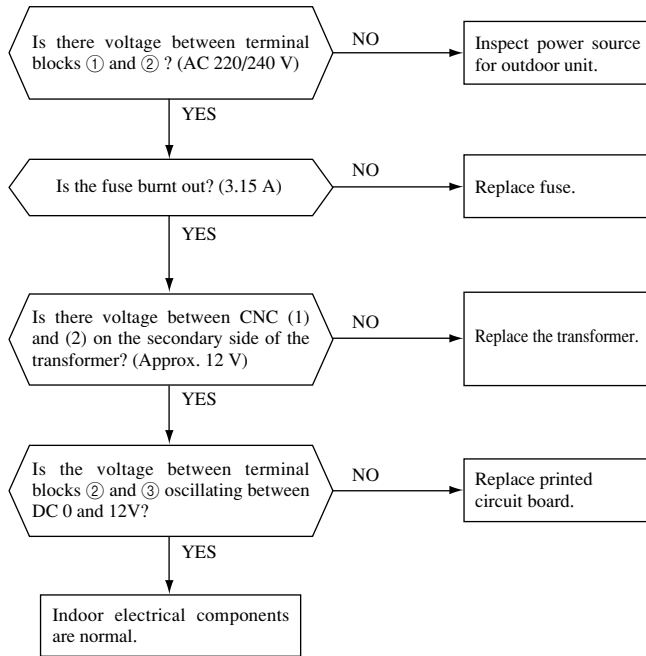 Is there voltage between terminal
blocks ① and ② ? (AC 220/240 V)
NO
Inspect power source
for outdoor unit.
YES
Is the fuse burnt out? (3.15 A)
NO
Replace fuse.
YES
Is there voltage between CNC (1)
and (2) on the secondary side of the
transformer? (Approx. 12 V)
NO
Replace the transformer.
YES
Is the voltage between terminal
blocks ② and ③ oscillating between
DC 0 and 12V?
NO
Replace printed
circuit board.
YES
Indoor electrical components
are normal.